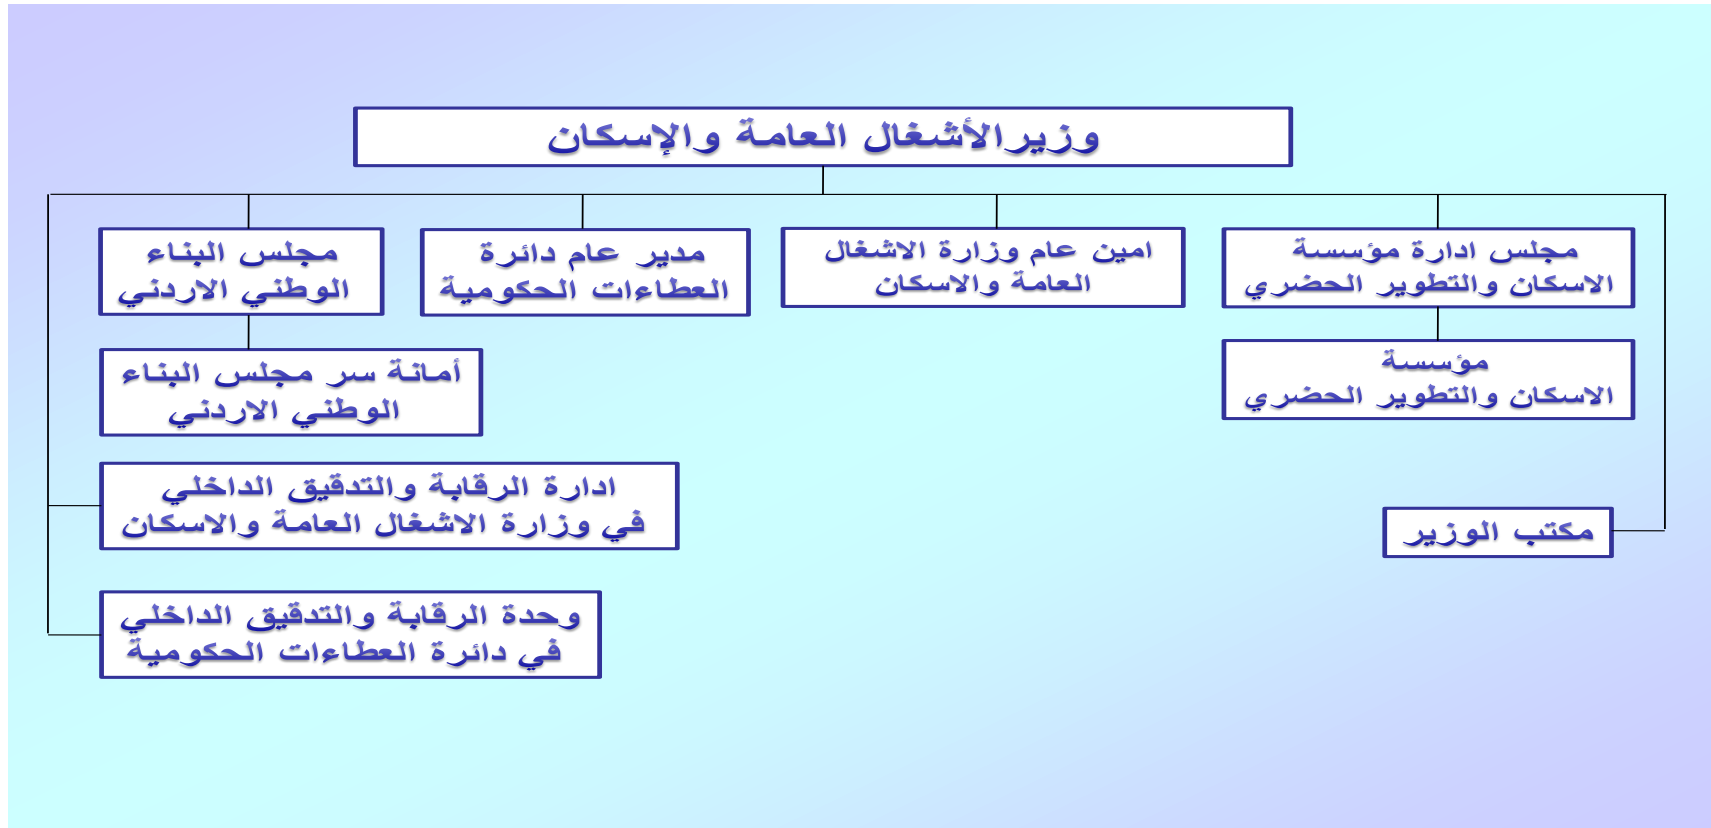 وزيرالأشغال العامة والإسكان
مجلس ادارة مؤسسة
الاسكان والتطوير الحضري
امين عام وزارة الاشغال
العامة والاسكان
مدير عام دائرة
العطاءات الحكومية
مجلس البناء
الوطني الاردني
مؤسسة
الاسكان والتطوير الحضري
أمانة سر مجلس البناء
الوطني الاردني
ادارة الرقابة والتدقيق الداخلي
في وزارة الاشغال العامة والاسكان
مكتب الوزير
وحدة الرقابة والتدقيق الداخلي
في دائرة العطاءات الحكومية